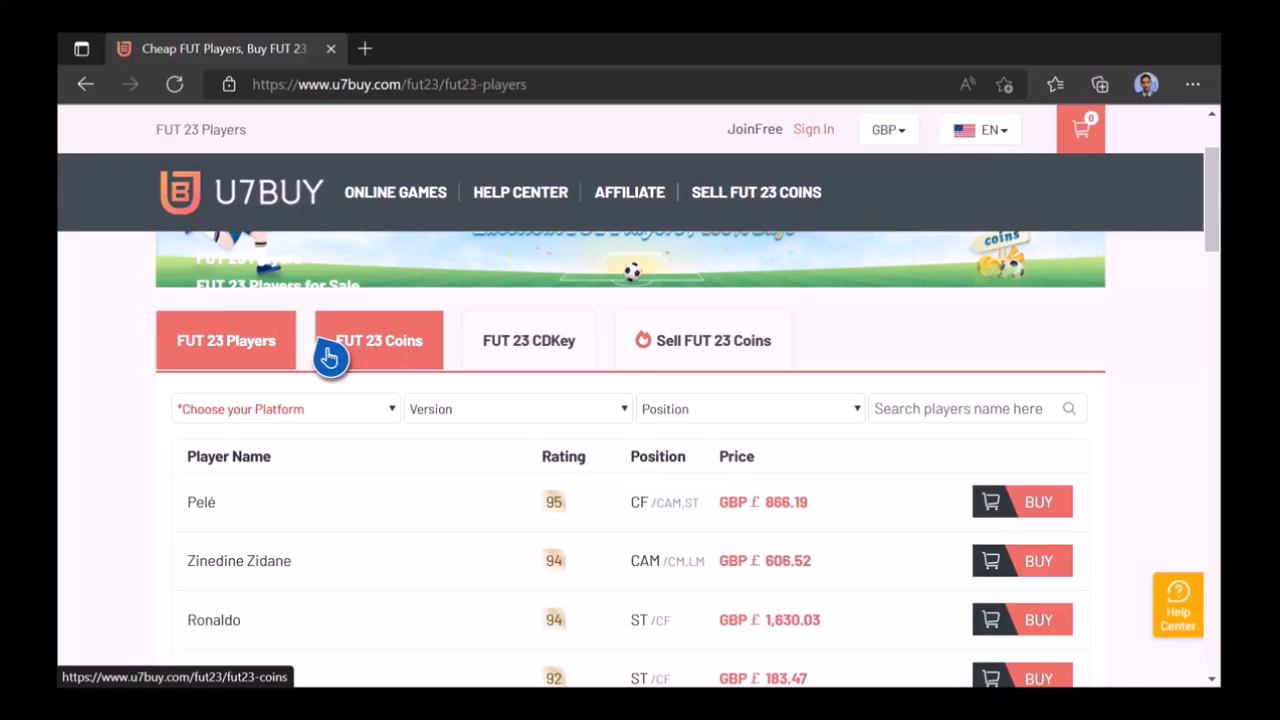 Cheap FUT Players, Buy FUT 23
https://www.u7buy.com/fut23/fut23-players
FUT 23 Players
JoinFree Sign In
GBP
EN
0
U7BUY
ONLINE GAMES
HELP CENTER
AFFILIATE
SELL FUT 23 COINS
coins
FUT 23 Players for Sale
FUT 23 Players
FUT 23 Coins
FUT 23 CDKey
Sell FUT 23 Coins
*Choose your Platform
Version
Position
Search players name here
Player Name Rating Position Price
Pelé 95 CF /CAM,ST GBP £ 866.19 BUY
Zinedine Zidane 94 CAM /CM,LM GBP £ 606.52 BUY
Ronaldo 94 ST /CF GBP £ 1,630.03 BUY
92 ST /CF GBP £ 183.47 BUY
Help
Center
https://www.u7buy.com/fut23/fut23-coins